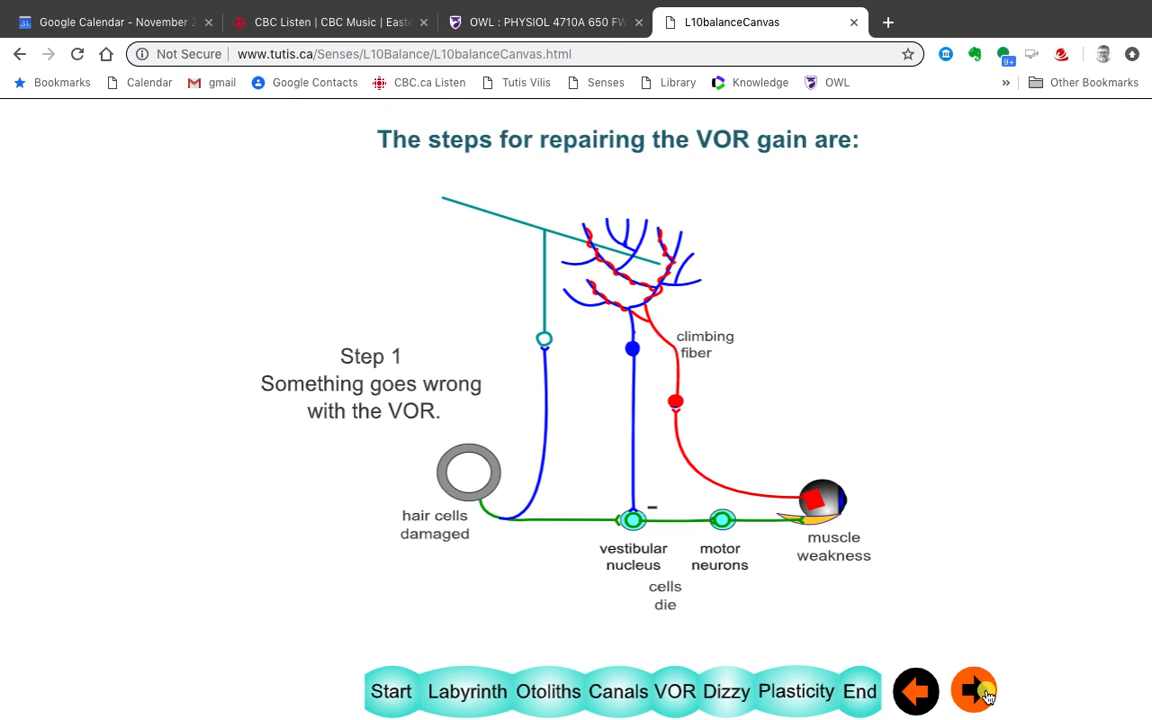 Google Calendar - November 2
CBC Listen | CBC Music | Easte
OWL : PHYSIOL 4710A 650 FW
L10balanceCanvas
Not Secure
www.tutis.ca/Senses/L10Balance/L10balanceCanvas.html
9+
Bookmarks
Calendar
gmail
Google Contacts
CBC.ca Listen
Tutis Vilis
Senses
Library
Knowledge
OWL
»
Other Bookmarks
The steps for repairing the VOR gain are:
climbing
fiber
Step 1
Something goes wrong
with the VOR.
hair cells
damaged
vestibular
nucleus
cells
die
motor
neurons
muscle
weakness
Start
Labyrinth
Otoliths
Canals
VOR
Dizzy
Plasticity
End